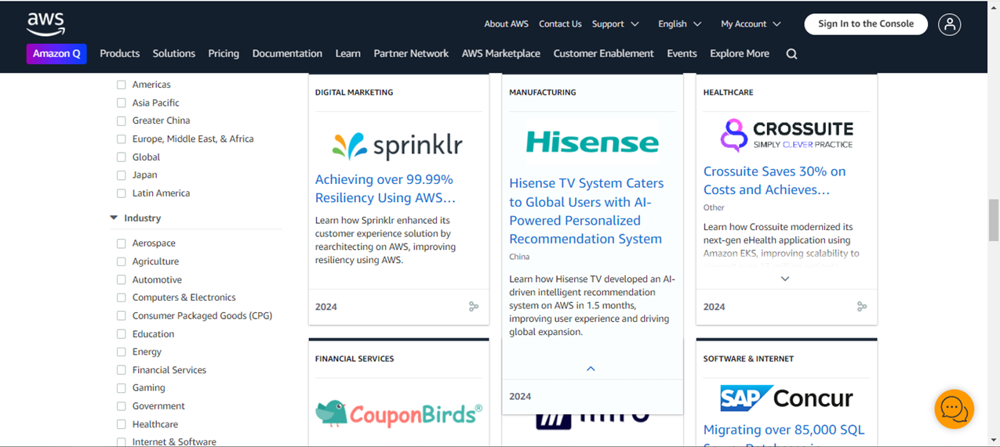 aws
About AWS Contact Us Support English My Account Sign In to the Console
Amazon Q Products Solutions Pricing Documentation Learn Partner Network AWS Marketplace Customer Enablement Events Explore More
Americas
Asia Pacific
Greater China
Europe, Middle East, & Africa
Global
Japan
Latin America
Industry
Aerospace
Agriculture
Automotive
Computers & Electronics
Consumer Packaged Goods (CPG)
Education
Energy
Financial Services
Gaming
Government
Healthcare
Internet & Software
DIGITAL MARKETING
sprinklr
Achieving over 99.99%
Resiliency Using AWS…
Learn how Sprinklr enhanced its
customer experience solution by
rearchitecting on AWS, improving
resiliency using AWS.
2024
MANUFACTURING
Hisense
Hisense TV System Caters
to Global Users with AI-
Powered Personalized
Recommendation System
China
Learn how Hisense TV developed an AI-
driven intelligent recommendation
system on AWS in 1.5 months,
improving user experience and driving
global expansion.
2024
HEALTHCARE
CROSSUITE
SIMPLY CLEVER PRACTICE
Crossuite Saves 30% on
Costs and Achieves…
Other
Learn how Crossuite modernized its
next-gen eHealth application using
Amazon EKS, improving scalability to
2024
FINANCIAL SERVICES
CouponBirds®
SOFTWARE & INTERNET
SAP Concur
Migrating over 85,000 SQL